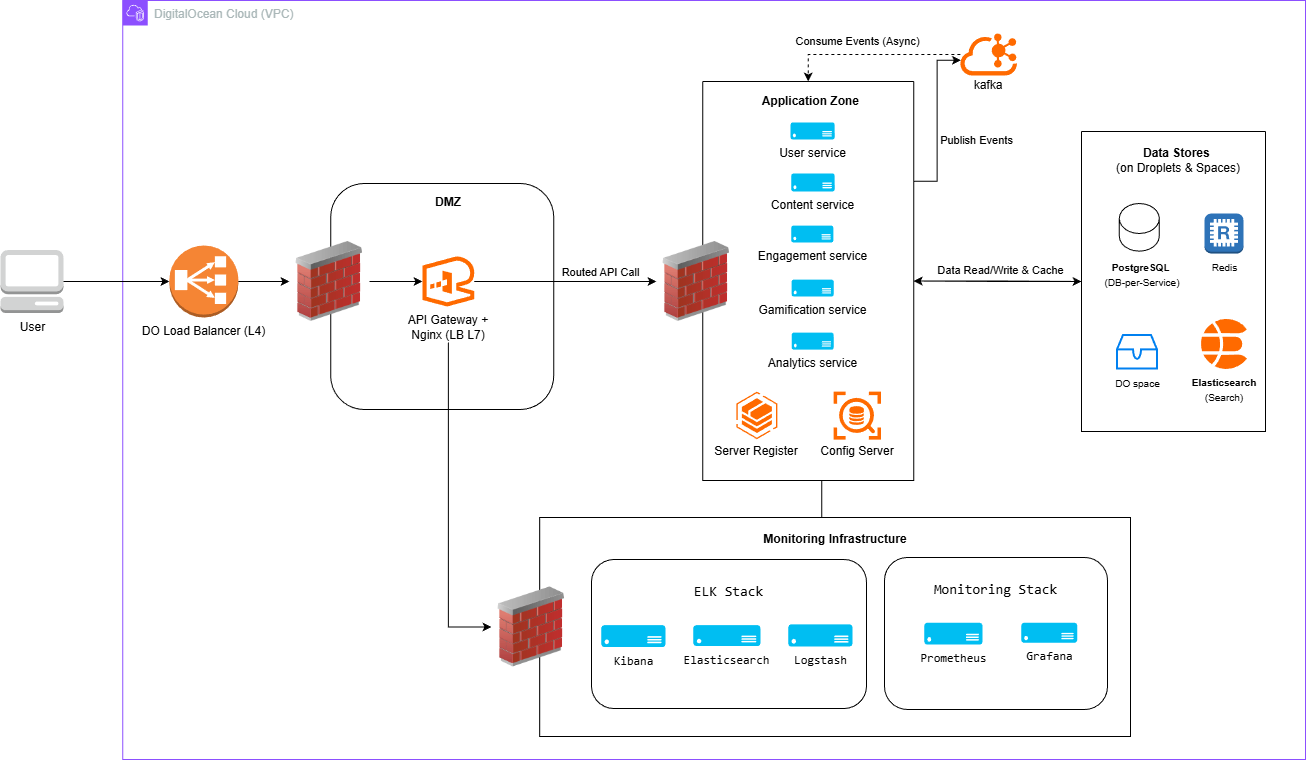 DigitalOcean Cloud (VPC)
Consume Events (Async)
kafka
Application Zone
User service
Publish Events
Content service
Engagement service
Gamification service
Analytics service
Server Register
Config Server
Data Stores
(on Droplets & Spaces)
PostgreSQL
(DB-per-Service)
Redis
DO space
Elasticsearch
(Search)
Data Read/Write & Cache
DMZ
Routed API Call
API Gateway +
Nginx (LB L7)
User
DO Load Balancer (L4)
R
Monitoring Infrastructure
ELK Stack
Kibana
Elasticsearch
Logstash
Monitoring Stack
Prometheus
Grafana